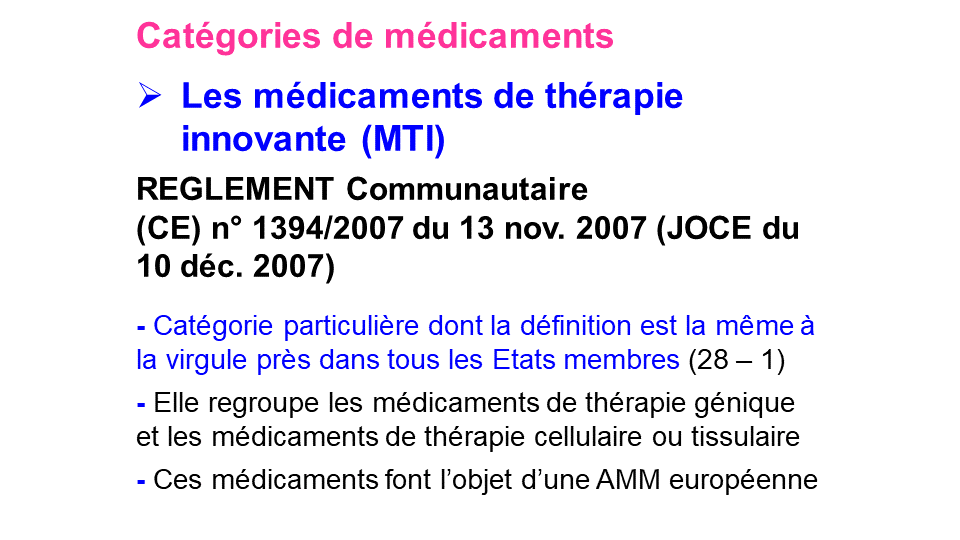 Catégories de médicaments
➢ Les médicaments de thérapie
innovante (MTI)
REGLEMENT Communautaire
(CE) n° 1394/2007 du 13 nov. 2007 (JOCE du
10 déc. 2007)
- Catégorie particulière dont la définition est la même à
la virgule près dans tous les Etats membres (28 – 1)
- Elle regroupe les médicaments de thérapie génique
et les médicaments de thérapie cellulaire ou tissulaire
- Ces médicaments font l’objet d’une AMM européenne